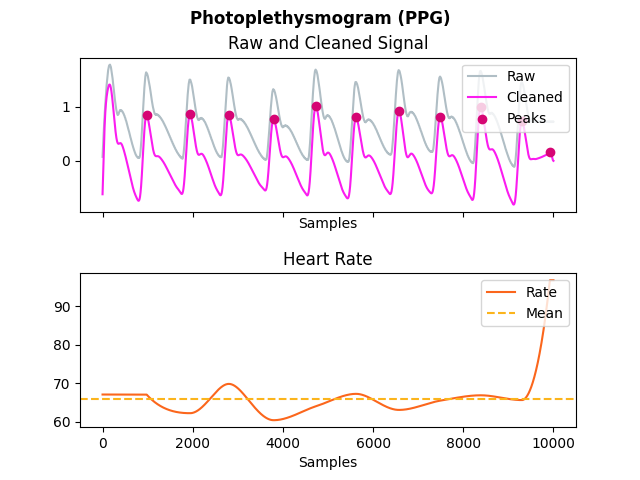 Photoplethysmogram (PPG)
Raw and Cleaned Signal
Raw
Cleaned
Peaks
1
0
Samples
Heart Rate
Rate
Mean
90
80
70
60
0 2000 4000 6000 8000 10000
Samples